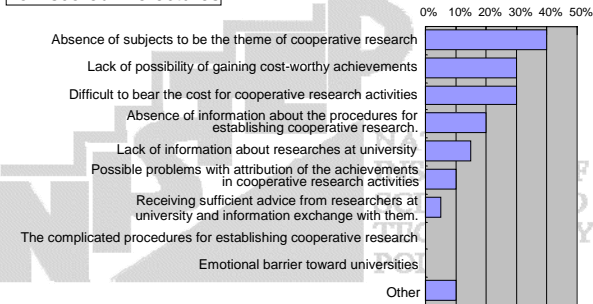 0% 10% 20% 30% 40% 50%
Absence of subjects to be the theme of cooperative research
Lack of possibility of gaining cost-worthy achievements
Difficult to bear the cost for cooperative research activities
Absence of information about the procedures for
establishing cooperative research.
Lack of information about researches at university
Possible problems with attribution of the achievements
in cooperative research activities
Receiving sufficient advice from researchers at
university and information exchange with them.
The complicated procedures for establishing cooperative research
Emotional barrier toward universities
Other
NISTEP